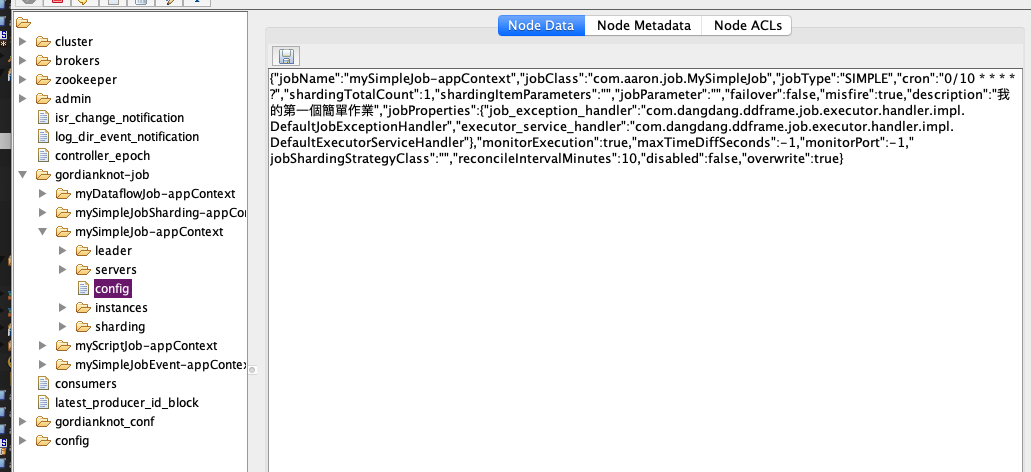 Node Data
Node Metadata
Node ACLs
cluster
brokers
zookeeper
admin
isr_change_notification
log_dir_event_notification
controller_epoch
gordianknot-job
myDataflowJob-appContext
mySimpleJobSharding-appCon
mySimpleJob-appContext
leader
servers
config
instances
sharding
myScriptJob-appContext
mySimpleJobEvent-appContex
consumers
latest_producer_id_block
gordianknot_conf
config
{"jobName":"mySimpleJob-appContext","jobClass":"com.aaron.job.MySimpleJob","jobType":"SIMPLE","cron":"0/10 * * * *
?","shardingTotalCount":1,"shardingItemParameters":"","jobParameter":"","failover":false,"misfire":true,"description":"我
的第一個簡單作業","jobProperties":{"job_exception_handler":"com.dangdang.ddframe.job.executor.handler.impl.
DefaultJobExceptionHandler","executor_service_handler":"com.dangdang.ddframe.job.executor.handler.impl.
DefaultExecutorServiceHandler"},"monitorExecution":true,"maxTimeDiffSeconds":-1,"monitorPort":-1,"
jobShardingStrategyClass":"","reconcileIntervalMinutes":10,"disabled":false,"overwrite":true}